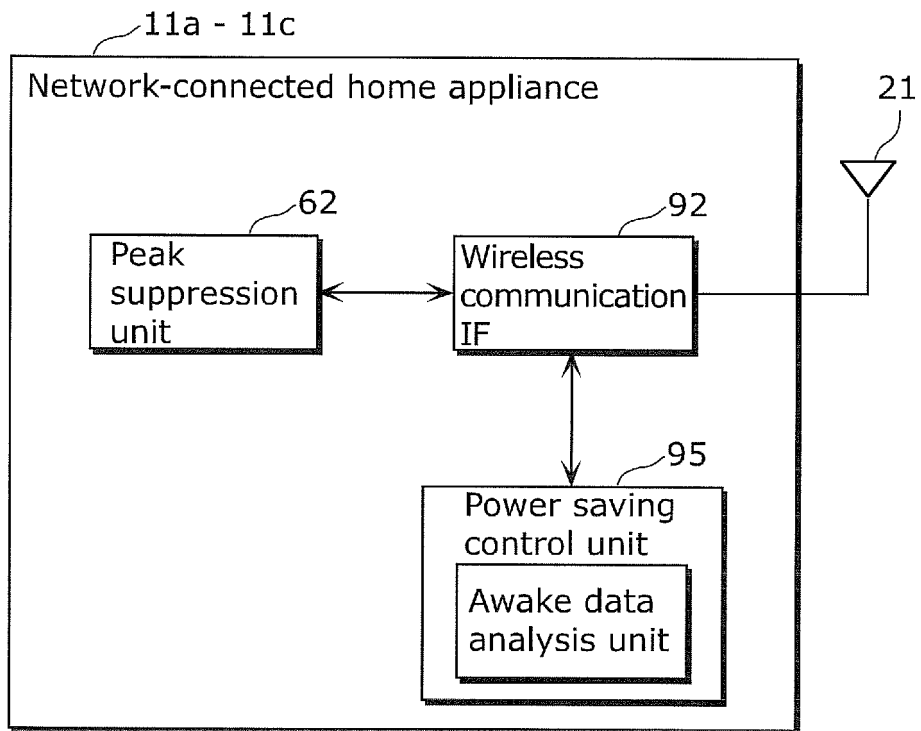 11a - 11c
Network-connected home appliance
21
62
92
Peak
suppression
unit
Wireless
communication
IF
95
Power saving
control unit
Awake data
analysis unit